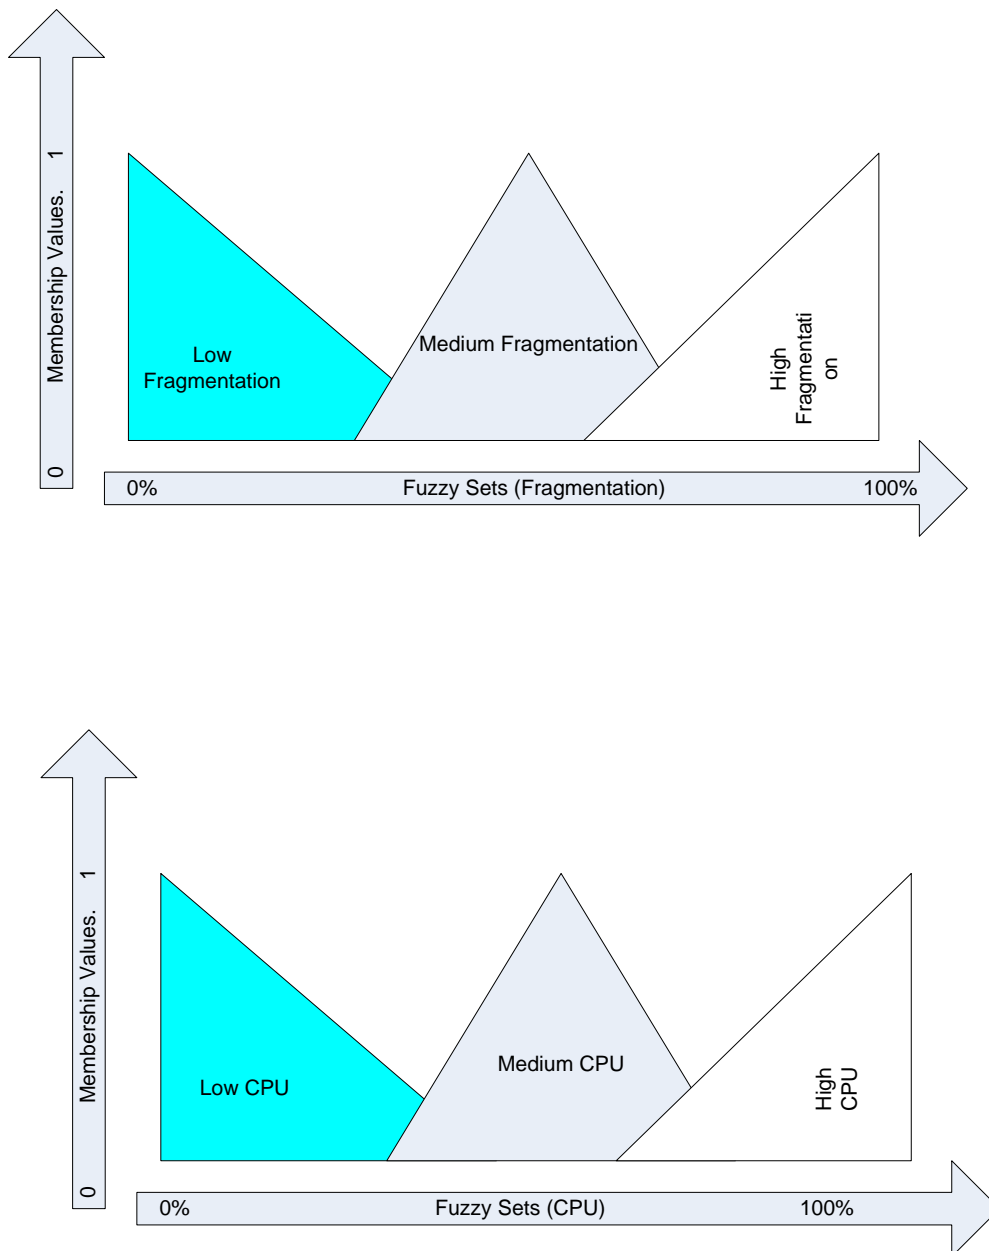 Membership Values.
0
1
Low
Fragmentation
Medium Fragmentation
High
Fragmentati
on
0%
Fuzzy Sets (Fragmentation)
100%
Membership Values.
0
1
Low CPU
Medium CPU
High
CPU
0%
Fuzzy Sets (CPU)
100%